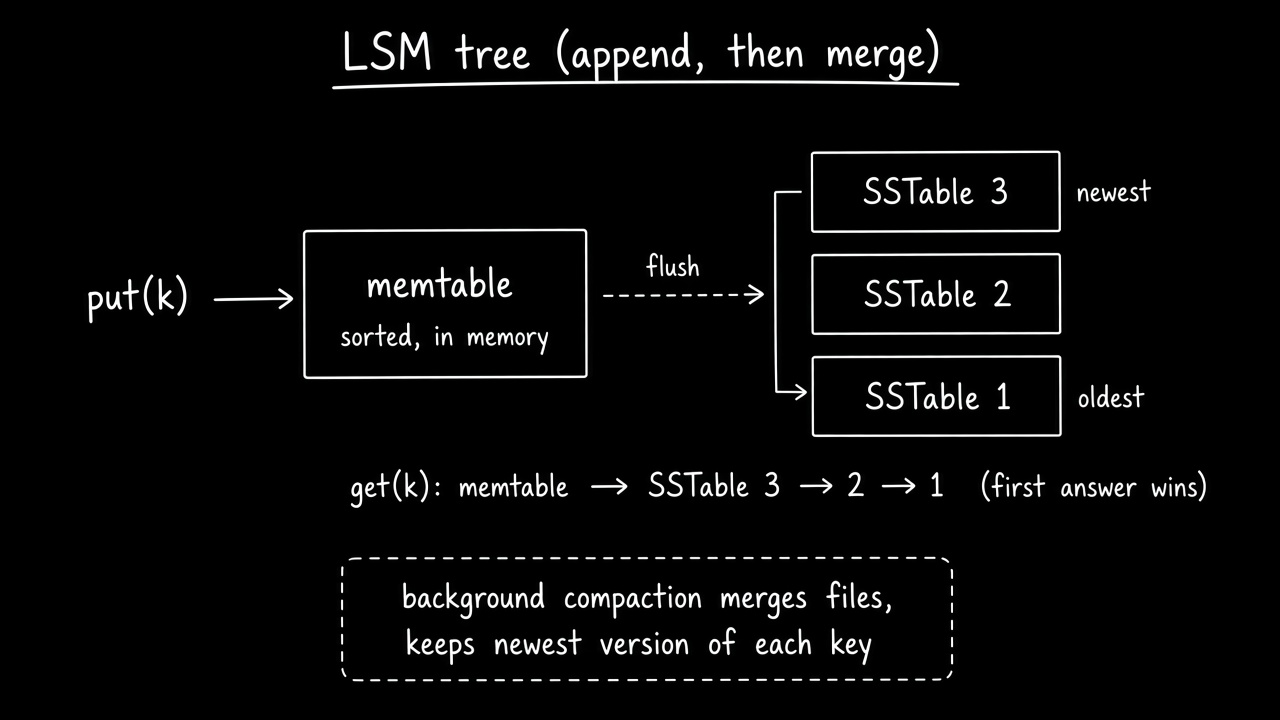 LSM tree (append, then merge)
put(k)
memtable
sorted, in memory
flush
SSTable 3
newest
SSTable 2
SSTable 1
oldest
get(k): memtable → SSTable 3 → 2 → 1 (first answer wins)
background compaction merges files,
keeps newest version of each key